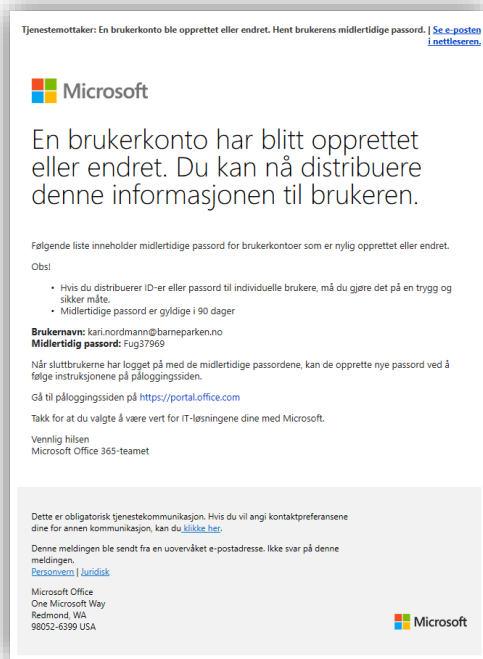 Tjenestemottaker: En brukerkonto ble opprettet eller endret. Hent brukerens midlertidige passord. | Se e-posten
i nettleseren.
Microsoft
En brukerkonto har blitt opprettet
eller endret. Du kan nå distribuere
denne informasjonen til brukeren.
Følgende liste inneholder midlertidige passord for brukerkontoer som er nylig opprettet eller endret.
Obs!
• Hvis du distribuerer ID-er eller passord til individuelle brukere, må du gjøre det på en trygg og
sikker måte.
• Midlertidige passord er gyldige i 90 dager
Brukernavn: kari.nordmann@barneparken.no
Midlertidig passord: Fug37969
Når sluttbrukerne har logget på med de midlertidige passordene, kan de opprette nye passord ved å
følge instruksjonene på påloggingssiden.
Gå til påloggingssiden på https://portal.office.com
Takk for at du valgte å være vert for IT-løsningene dine med Microsoft.
Vennlig hilsen
Microsoft Office 365-teamet
Dette er obligatorisk tjenestekommunikasjon. Hvis du vil angi kontaktpreferansene
dine for annen kommunikasjon, kan du klikke her.
Denne meldingen ble sendt fra en uovervåket e-postadresse. Ikke svar på denne
meldingen.
Personvern | Juridisk
Microsoft Office
One Microsoft Way
Redmond, WA
98052-6399 USA
Microsoft